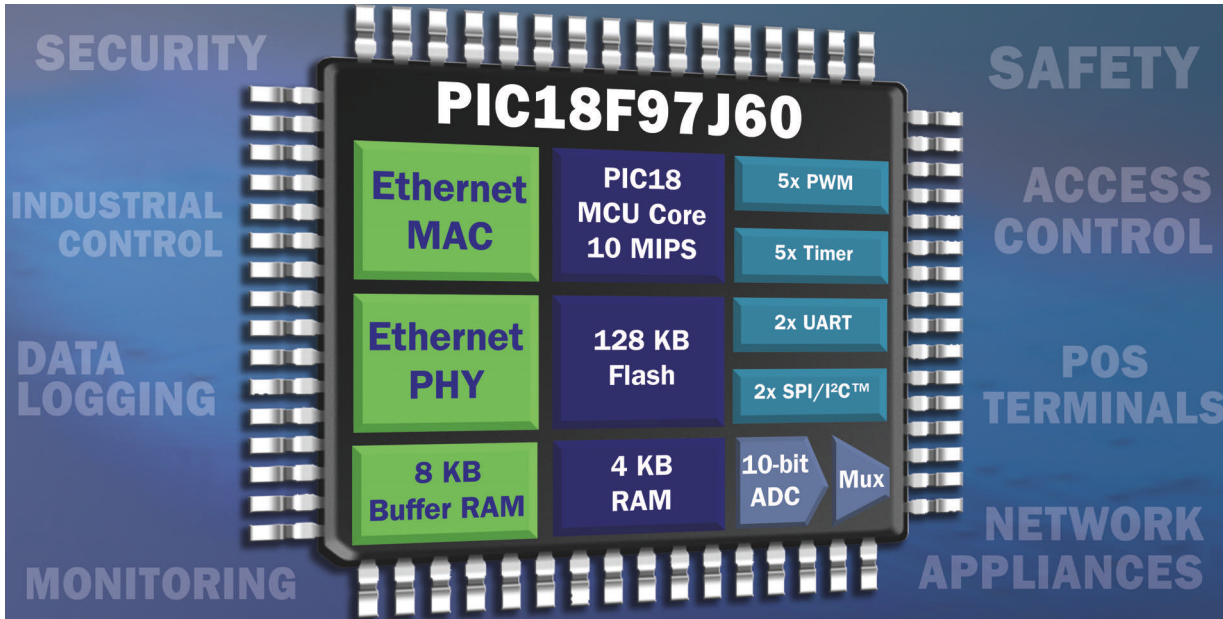 SECURITY
INDUSTRIAL
CONTROL
DATA
LOGGING
MONITORING
PIC18F97J60
Ethernet
MAC
PIC18
MCU Core
10 MIPS
5x PWM
5x Timer
Ethernet
PHY
128 KB
Flash
2x UART
2x SPI/I²C™
8 KB
Buffer RAM
4 KB
RAM
10-bit
ADC
Mux
SAFETY
ACCESS
CONTROL
POS
TERMINALS
NETWORK
APPLIANCES